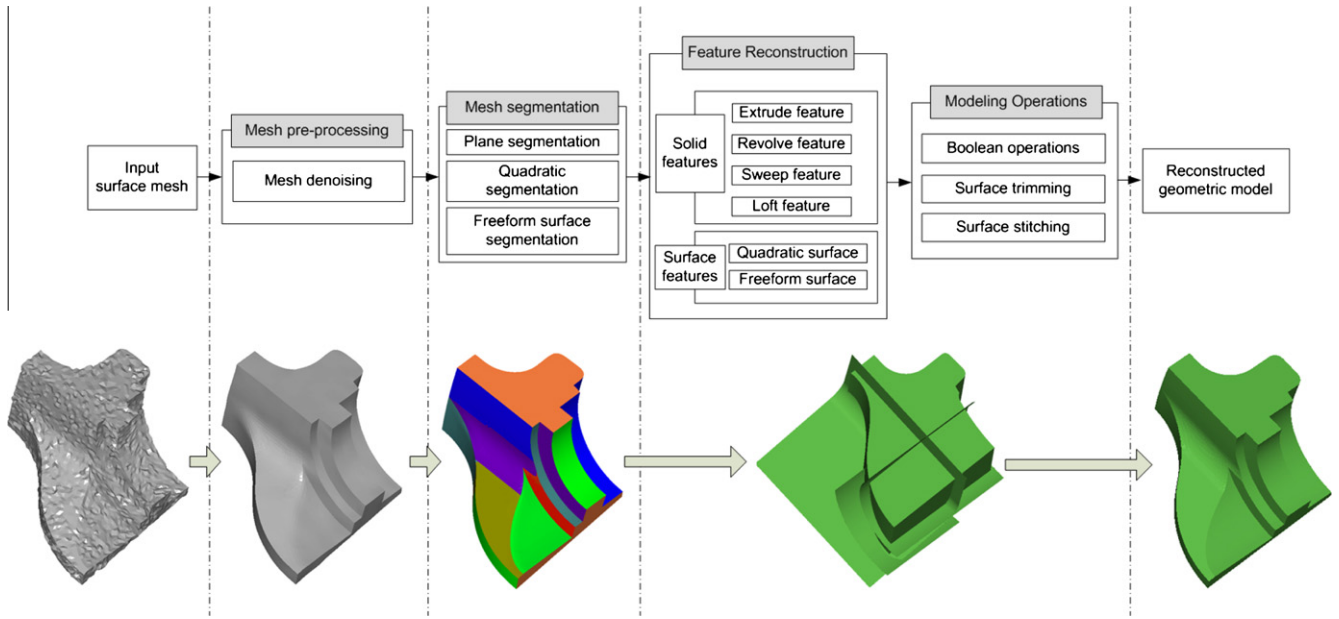 Input
surface mesh
Mesh pre-processing
Mesh denoising
Mesh segmentation
Plane segmentation
Quadratic
segmentation
Freeform surface
segmentation
Feature Reconstruction
Solid
features
Extrude feature
Revolve feature
Sweep feature
Loft feature
Surface
features
Quadratic surface
Freeform surface
Modeling Operations
Boolean operations
Surface trimming
Surface stitching
Reconstructed
geometric model